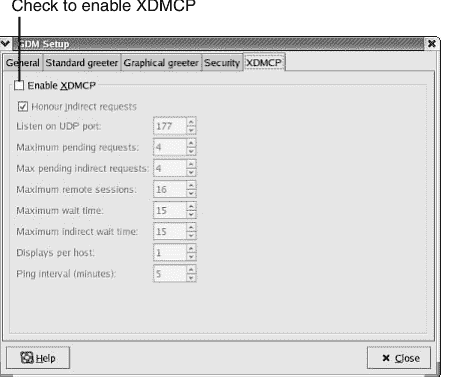 Check to enable XDMCP
GDM Setup
General Standard greeter Graphical greeter Security XDMCP
Enable XDMCP
Honour indirect requests
Listen on UDP port: 177
Maximum pending requests: 4
Max pending indirect requests: 4
Maximum remote sessions: 16
Maximum wait time: 15
Maximum indirect wait time: 15
Displays per host: 1
Ping interval (minutes): 5
Help Close